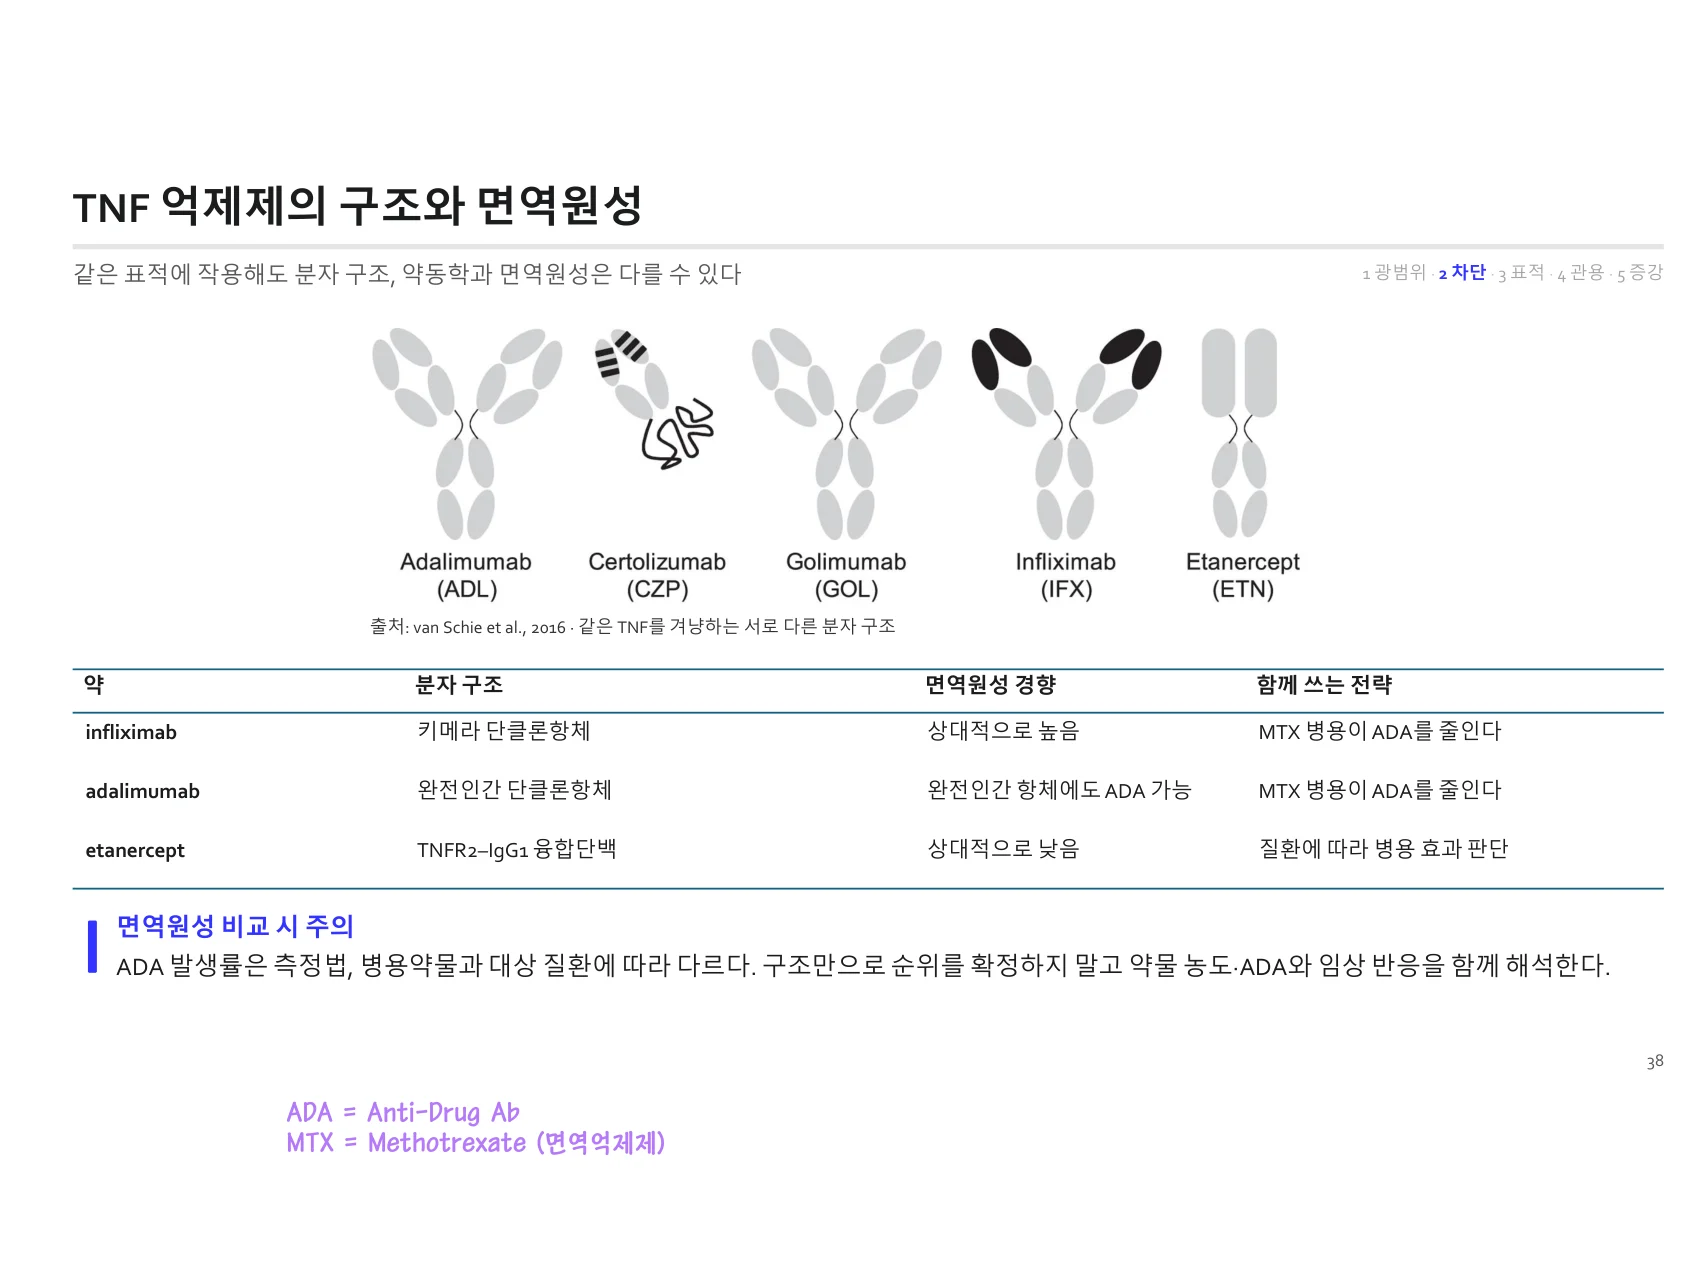 TNF 억제제의 구조와 면역원성
같은 표적에 작용해도 분자 구조, 약동학과 면역원성은 다를 수 있다
1 광범위 · 2 차단 · 3 표적 · 4 관용 · 5 증강
Adalimumab Certolizumab Golimumab Infliximab Etanercept
(ADL) (CZP) (GOL) (IFX) (ETN)
출처: van Schie et al., 2016 · 같은 TNF를 겨냥하는 서로 다른 분자 구조
약 분자 구조 면역원성 경향 함께 쓰는 전략
infliximab 키메라 단클론항체 상대적으로 높음 MTX 병용이 ADA를 줄인다
adalimumab 완전인간 단클론항체 완전인간 항체에도 ADA 가능 MTX 병용이 ADA를 줄인다
etanercept TNFR2–IgG1 융합단백 상대적으로 낮음 질환에 따라 병용 효과 판단
면역원성 비교 시 주의
ADA 발생률은 측정법, 병용약물과 대상 질환에 따라 다르다. 구조만으로 순위를 확정하지 말고 약물 농도·ADA와 임상 반응을 함께 해석한다.
38
ADA = Anti-Drug Ab
MTX = Methotrexate (면역억제제)